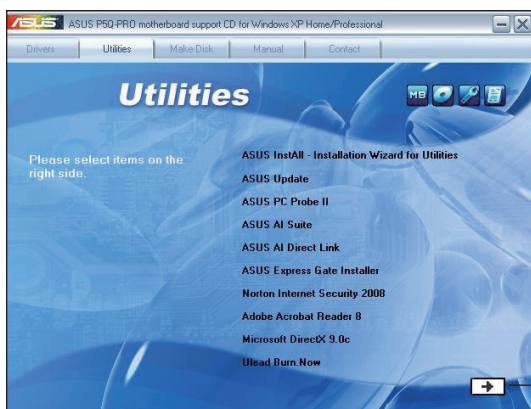 ASUS ASUS P5Q-PRO motherboard support CD for Windows XP Home/Professional
Drivers Utilities Make Disk Manual Contact
Utilities
MB
Please select items on the
right side.
ASUS InstAll - Installation Wizard for Utilities
ASUS Update
ASUS PC Probe II
ASUS AI Suite
ASUS AI Direct Link
ASUS Express Gate Installer
Norton Internet Security 2008
Adobe Acrobat Reader 8
Microsoft DirectX 9.0c
Ulead Burn.Now